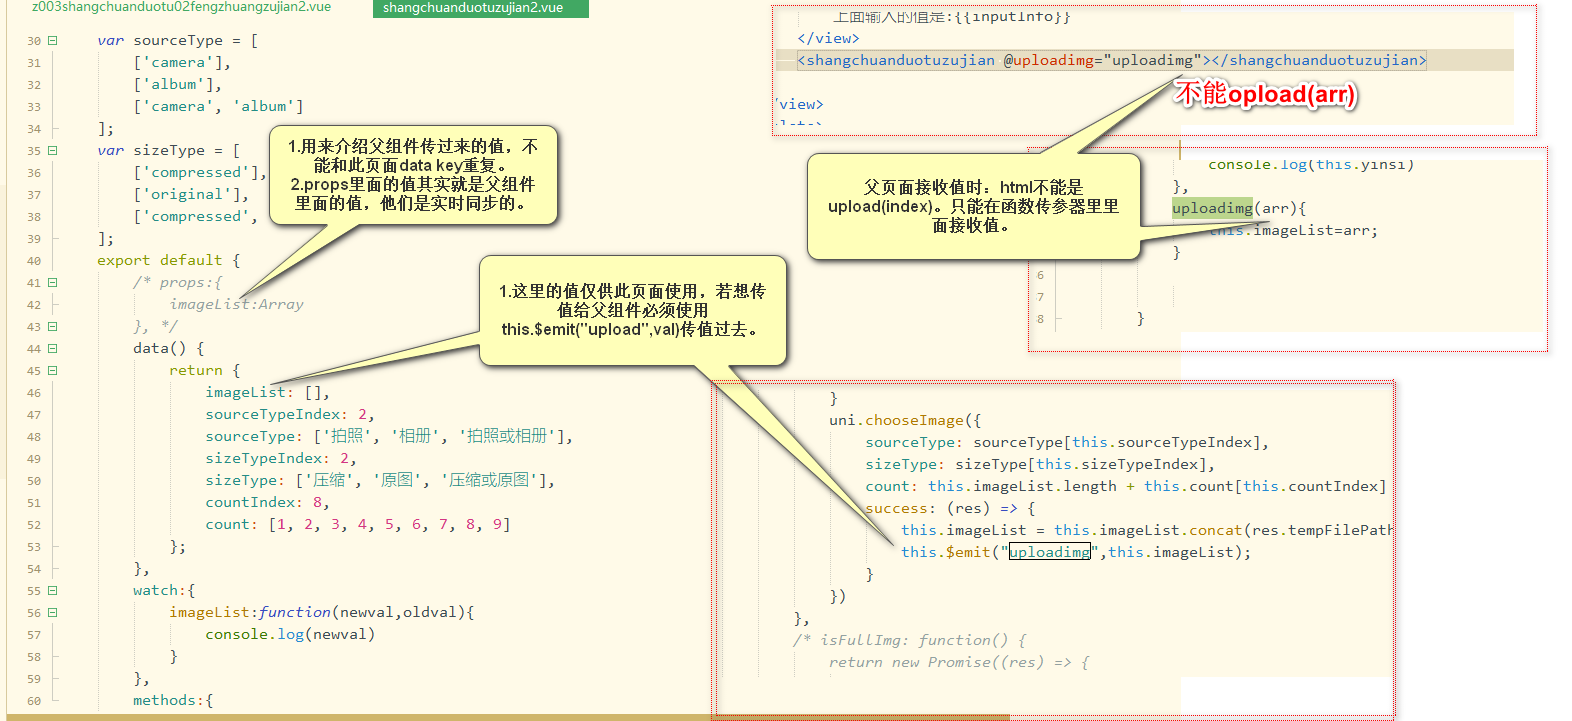 z003shangchuanduotu02fengzhuangzujian2.vue
shangchuanduotuzujian2.vue
30 var sourceType = [
31 ['camera'],
32 ['album'],
33 ['camera', 'album']
34 ];
35 var sizeType = [
36 ['compressed'],
37 ['original'],
38 ['compressed',
39 ];
40 export default {
41 /* props:{
42 imageList:Array
43 }, */
44 data() {
45 return {
46 imageList: [],
47 sourceTypeIndex: 2,
48 sourceType: ['拍照', '相册', '拍照或相册'],
49 sizeTypeIndex: 2,
50 sizeType: ['压缩', '原图', '压缩或原图'],
51 countIndex: 8,
52 count: [1, 2, 3, 4, 5, 6, 7, 8, 9]
53 };
54 },
55 watch:{
56 imageList:function(newval,oldval){
57 console.log(newval)
58 }
59 },
60 methods:{
1.用来介绍父组件传过来的值，不
能和此页面data key重复。
2.props里面的值其实就是父组件
里面的值，他们是实时同步的。
1.这里的值仅供此页面使用，若想传
值给父组件必须使用
this.$emit("upload",val)传值过去。
上面输入的值是:{{inputInfo}}
</view>
<shangchuanduotuzujian @uploadimg="uploadimg"></shangchuanduotuzujian>
/view>
不能opload(arr)
父页面接收值时：html不能是
upload(index)。只能在函数传参器里里
面接收值。
console.log(this.yinsi)
},
uploadimg(arr){
this.imageList=arr;
}
6
7
8 }
}
uni.chooseImage({
sourceType: sourceType[this.sourceTypeIndex],
sizeType: sizeType[this.sizeTypeIndex],
count: this.imageList.length + this.count[this.countIndex]
success: (res) => {
this.imageList = this.imageList.concat(res.tempFilePath
this.$emit("uploadimg",this.imageList);
}
})
},
/* isFullImg: function() {
return new Promise((res) => {